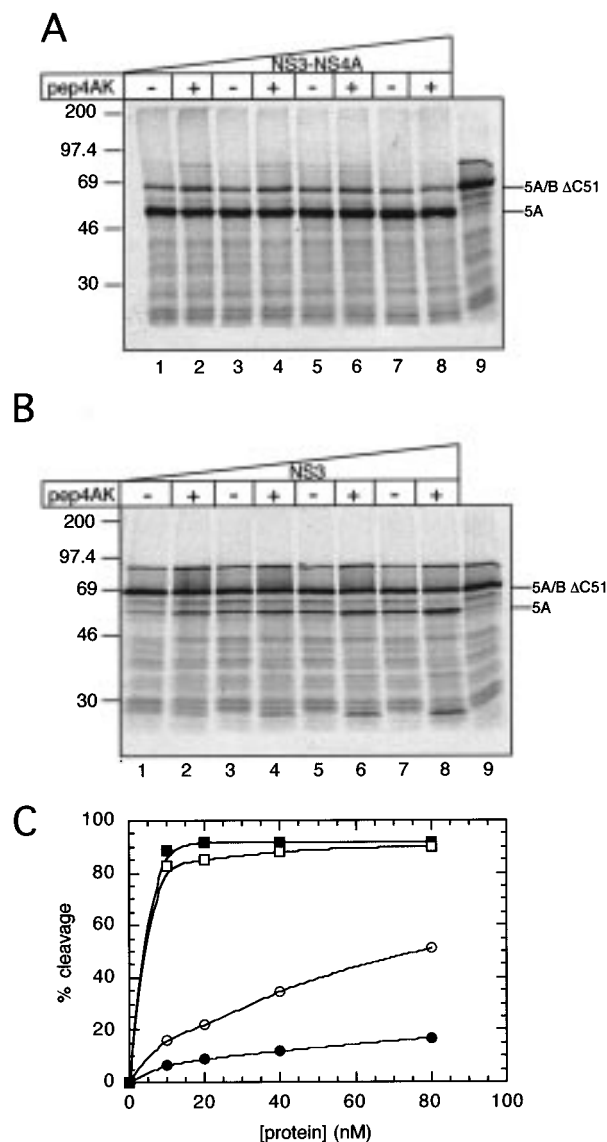 A
NS3-NS4A
pep4AK - + - + - + - +
200
97.4
69
46
30
5A/B ΔC51
5A
1 2 3 4 5 6 7 8 9
B
NS3
pep4AK - + - + - + - +
200
97.4
69
46
30
5A/B ΔC51
5A
1 2 3 4 5 6 7 8 9
C
100
80
60
40
20
0
% cleavage
0 20 40 60 80 100
[protein] (nM)